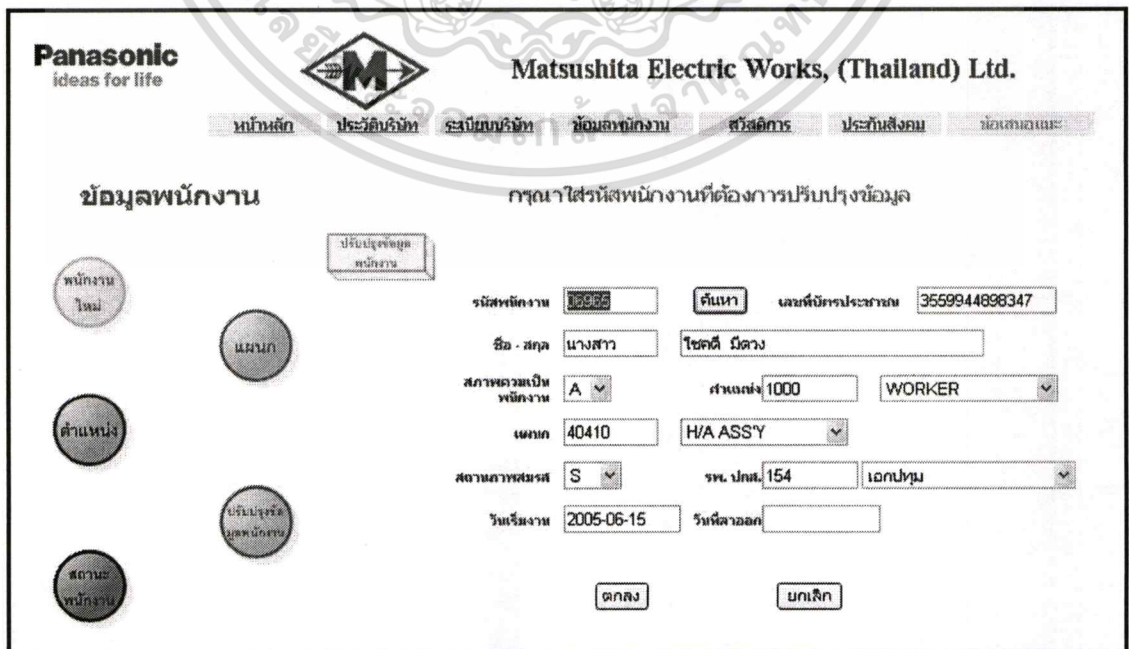 Panasonic
ideas for life
Matsushita Electric Works, (Thailand) Ltd.
หน้าหลัก ประวัติบริษัท ระเบียบบริษัท ข้อมูลพนักงาน สวัสดิการ ประกันสังคม ข้อเสนอแนะ
ข้อมูลพนักงาน
กรุณาใส่รหัสพนักงานที่ต้องการปรับปรุงข้อมูล
ปรับปรุงข้อมูล
พนักงาน
พนักงาน
ใหม่
แผนก
ตำแหน่ง
ปรับปรุงข้อ
มูลพนักงาน
สถานะ
พนักงาน
รหัสพนักงาน 06965 ค้นหา เลขที่บัตรประชาชน 3559944898347
ชื่อ - สกุล นางสาว โชคดี มีดวง
สภาพความเป็น
พนักงาน A ตำแหน่ง 1000 WORKER
แผนก 40410 H/A ASS'Y
สถานภาพสมรส S รพ. ปกส. 154 เอกปทุม
วันเริ่มงาน 2005-06-15 วันที่ลาออก
ตกลง ยกเลิก